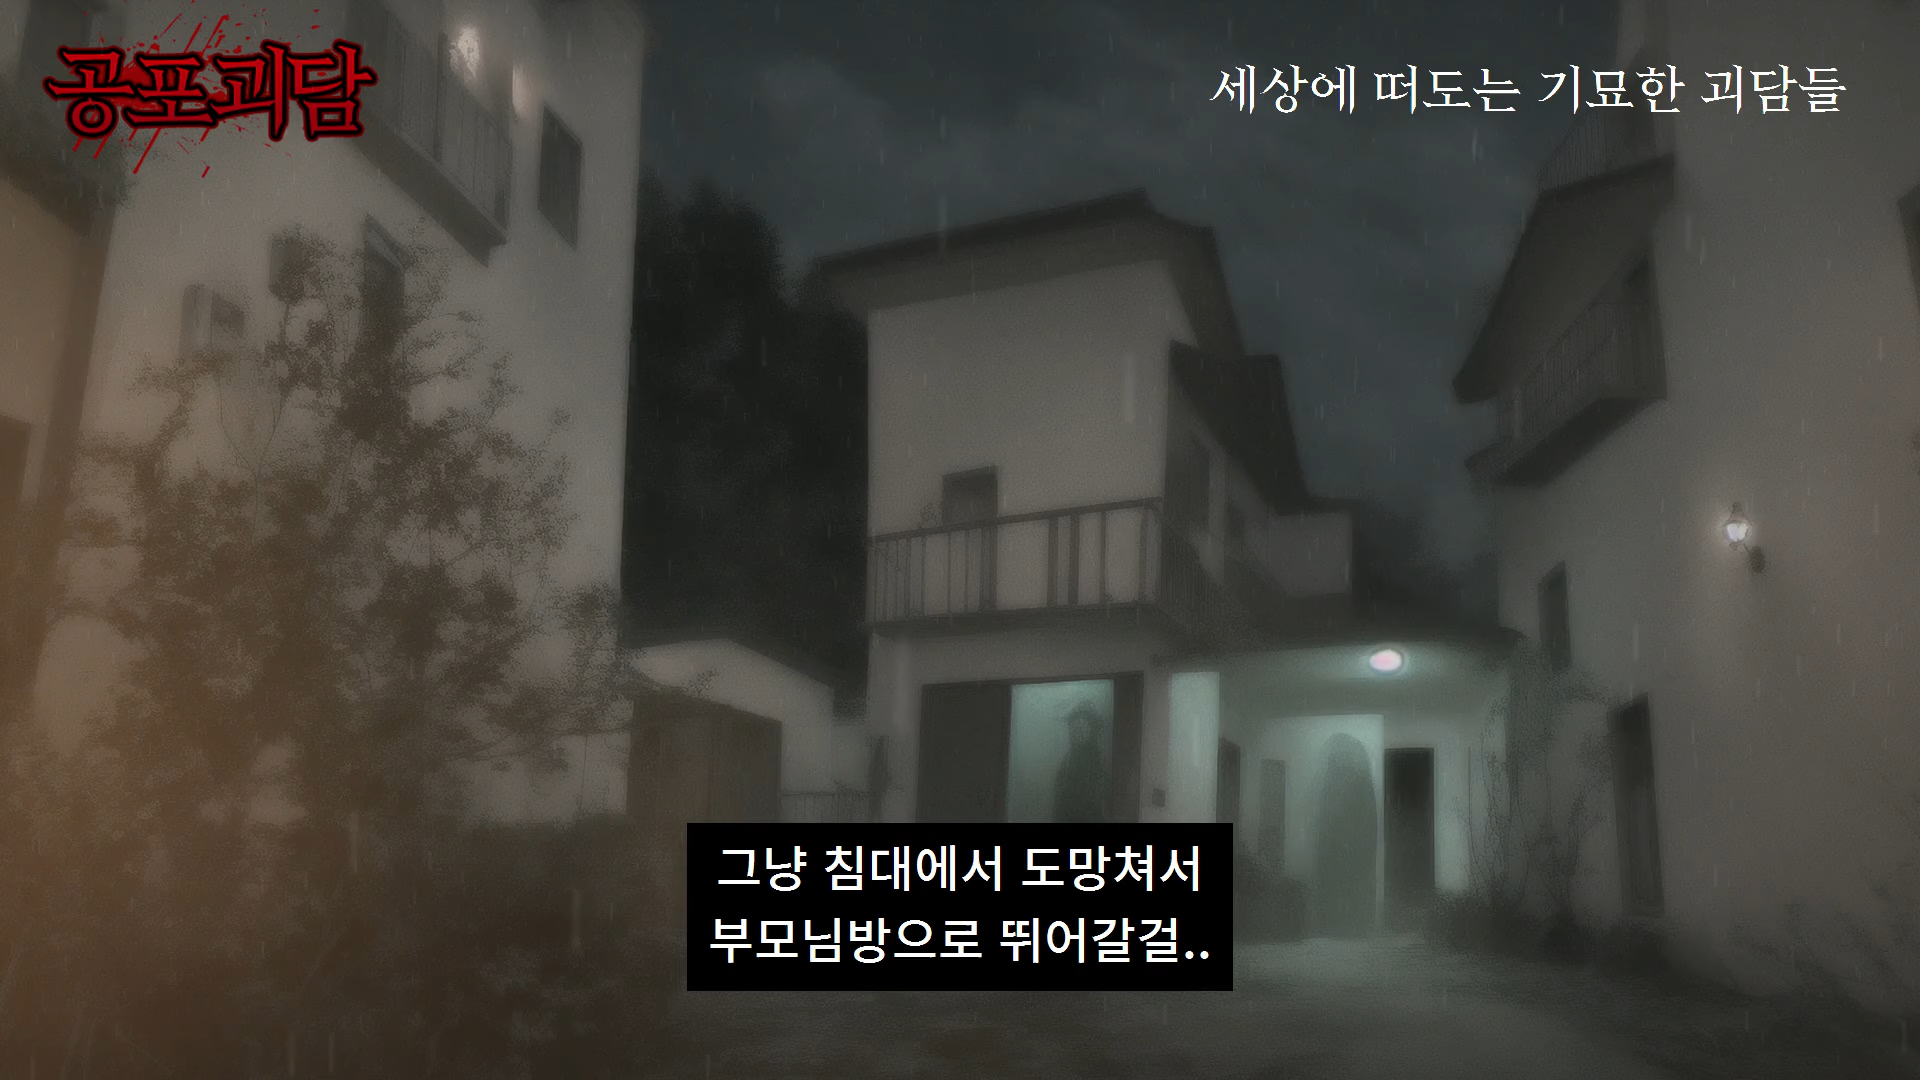 공포괴담
세상에 떠도는 기묘한 괴담들
그냥 침대에서 도망쳐서
부모님방으로 뛰어갈걸..